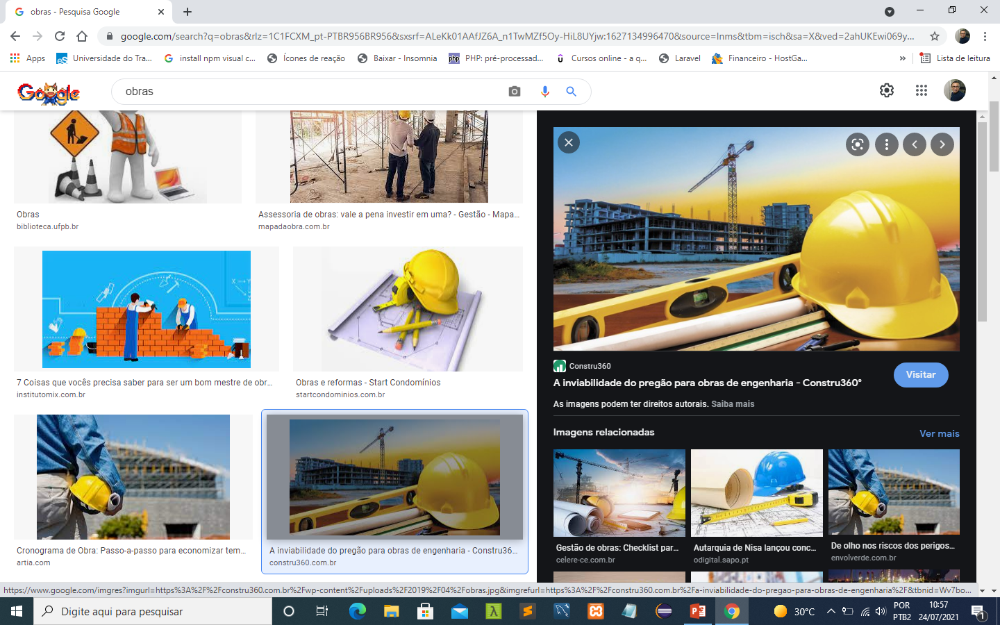 obras - Pesquisa Google
google.com/search?q=obras&rlz=1C1FCXM_pt-PTBR956BR956&sxsrf=ALeKk01AAfJZ6A_n1TwMZf5Oy-HiL8UYjw:1627134996470&source=lnms&tbm=isch&sa=X&ved=2ahUKEwi069y...
Apps
Universidade do Tra...
install npm visual c...
Ícones de reação
Baixar - Insomnia
php
PHP: pré-processad...
Cursos online - a q...
Laravel
Financeiro - HostGa...
»
Lista de leitura
Google
obras
Obras
biblioteca.ufpb.br
Assessoria de obras: vale a pena investir em uma? - Gestão - Mapa...
mapadaobra.com.br
7 Coisas que vocês precisa saber para ser um bom mestre de obr...
institutomix.com.br
Obras e reformas - Start Condomínios
startcondominios.com.br
Cronograma de Obra: Passo-a-passo para economizar tem...
artia.com
A inviabilidade do pregão para obras de engenharia - Constru36...
constru360.com.br
Constru360
A inviabilidade do pregão para obras de engenharia - Constru360°
Visitar
As imagens podem ter direitos autorais. Saiba mais
Imagens relacionadas
Ver mais
Gestão de obras: Checklist par...
celere-ce.com.br
Autarquia de Nisa lançou conc...
odigital.sapo.pt
De olho nos riscos dos perigos...
envolverde.com.br
https://www.google.com/imgres?imgurl=https%3A%2F%2Fconstru360.com.br%2Fwp-content%2Fuploads%2F2019%2F04%2Fobras.jpg&imgrefurl=https%3A%2F%2Fconstru360.com.br%2Fa-inviabilidade-do-pregao-para-obras-de-engenharia%2F&tbnid=Wv7bo...
Digite aqui para pesquisar
30°C
POR
PTB2
10:57
24/07/2021
1